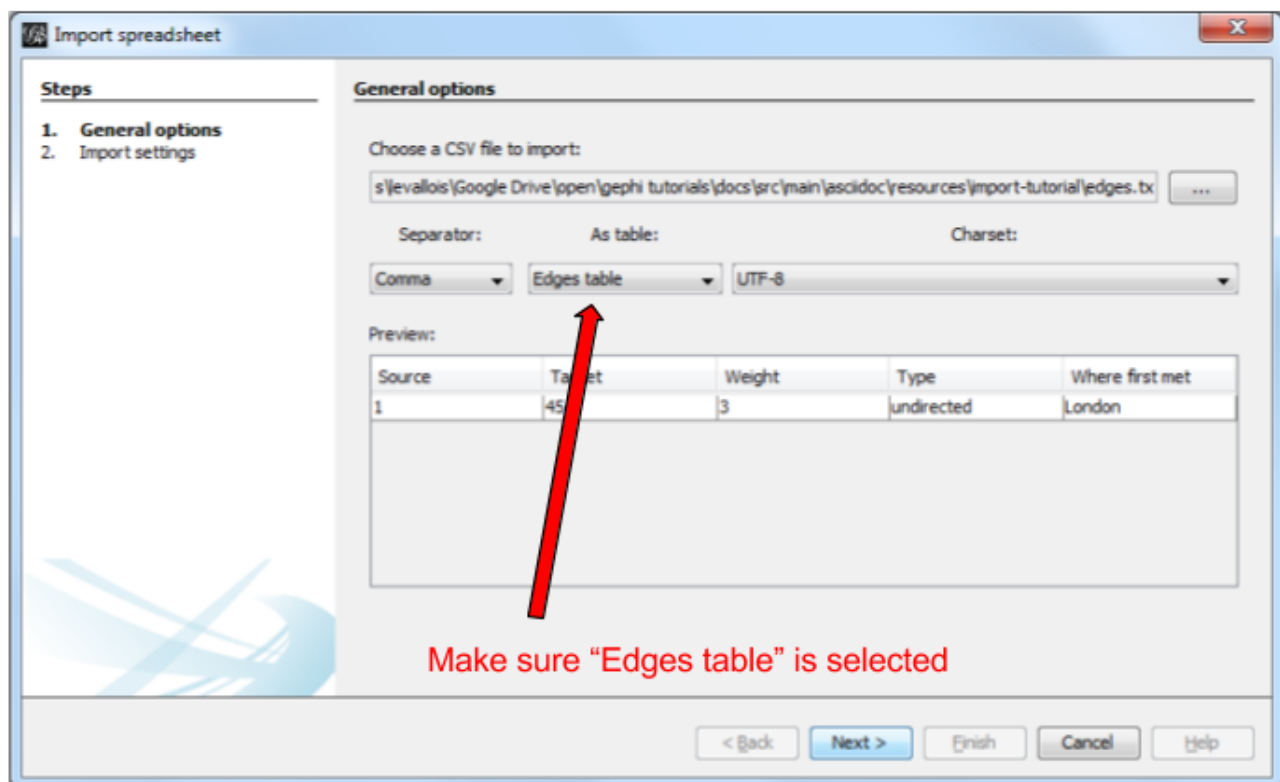 Import spreadsheet
Steps
1. General options
2. Import settings
General options
Choose a CSV file to import:
s\levallois\Google Drive\open\gephi tutorials\docs\src\main\asciidoc\resources\import-tutorial\edges.tx
...
Separator: As table: Charset:
Comma Edges table UTF-8
Preview:
Source Target Weight Type Where first met
1 45 3 undirected London
Make sure “Edges table” is selected
< Back Next > Finish Cancel Help